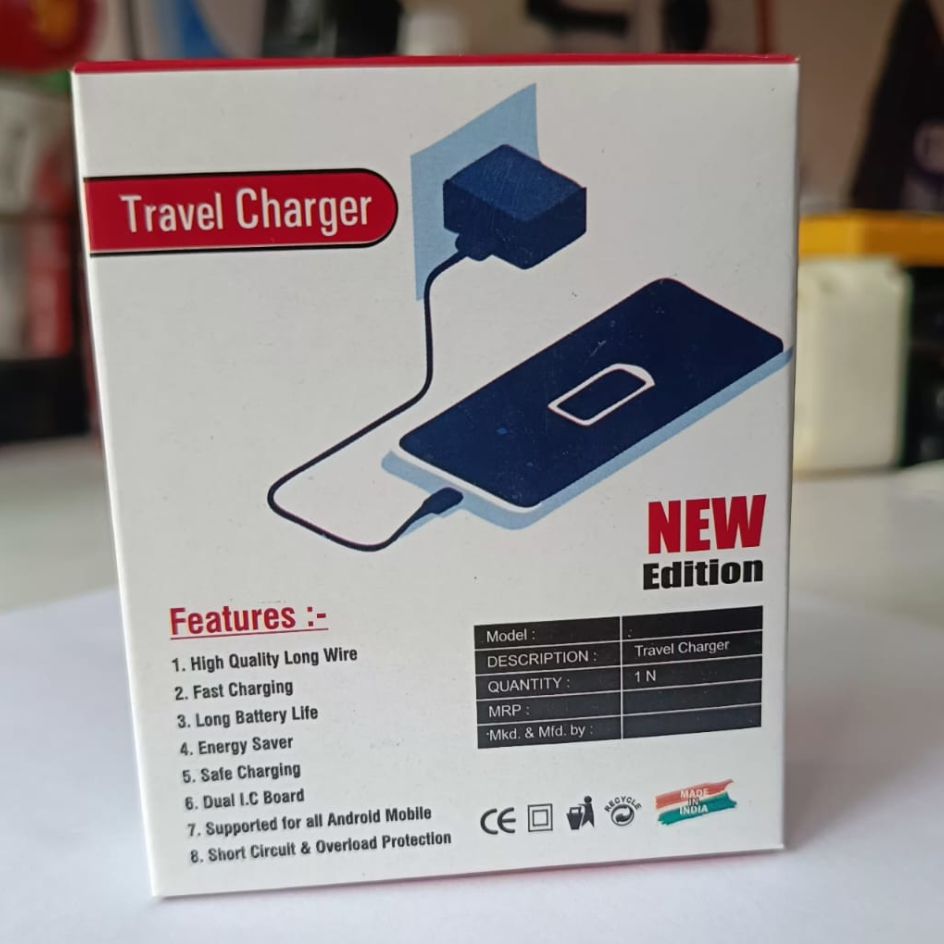 Travel Charger
NEW
Edition
Features :-
1. High Quality Long Wire
2. Fast Charging
3. Long Battery Life
4. Energy Saver
5. Safe Charging
6. Dual I.C Board
7. Supported for all Android Mobile
8. Short Circuit & Overload Protection
Model : :
DESCRIPTION : Travel Charger
QUANTITY : 1 N
MRP :
Mkd. & Mfd. by :
CE
RECYCLE
MADE
IN
INDIA